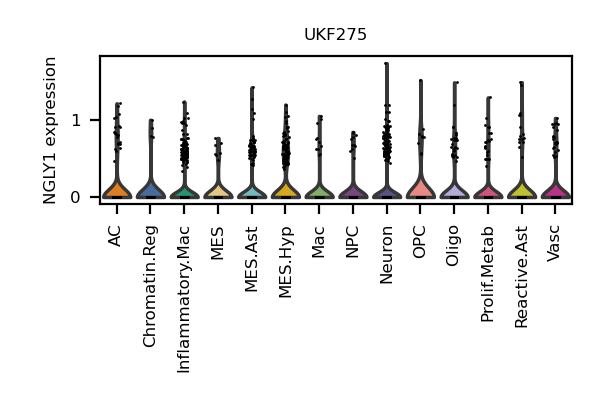 UKF275
NGLY1 expression
1
0
AC
Chromatin.Reg
Inflammatory.Mac
MES
MES.Ast
MES.Hyp
Mac
NPC
Neuron
OPC
Oligo
Prolif.Metab
Reactive.Ast
Vasc